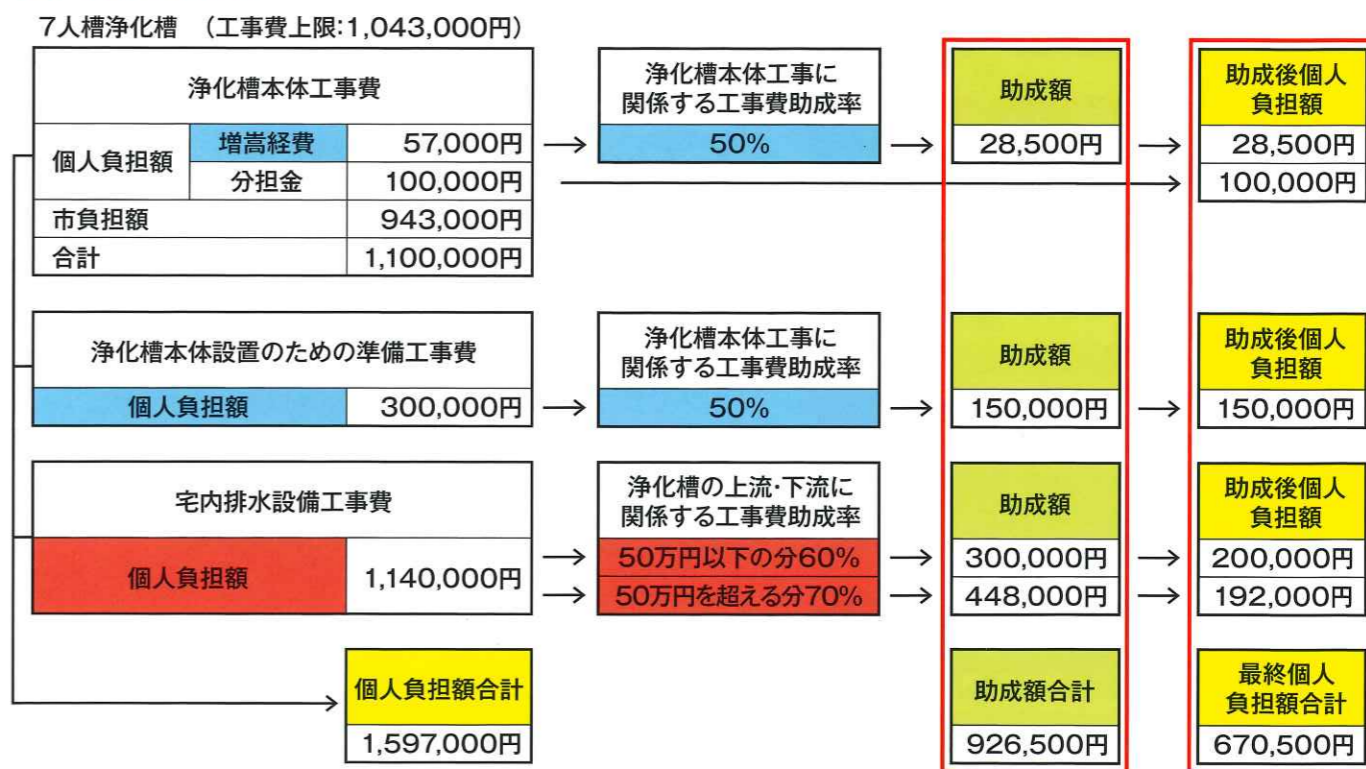 7人槽浄化槽 (工事費上限:1,043,000円)
浄化槽本体工事費
個人負担額
増嵩経費
57,000円
分担金
100,000円
市負担額
943,000円
合計
1,100,000円
浄化槽本体工事に
関係する工事費助成率
50%
助成額
28,500円
助成後個人
負担額
28,500円
100,000円
浄化槽本体設置のための準備工事費
個人負担額
300,000円
浄化槽本体工事に
関係する工事費助成率
50%
助成額
150,000円
助成後個人
負担額
150,000円
宅内排水設備工事費
個人負担額
1,140,000円
浄化槽の上流・下流に
関係する工事費助成率
50万円以下の分60%
50万円を超える分70%
助成額
300,000円
448,000円
助成後個人
負担額
200,000円
192,000円
個人負担額合計
1,597,000円
助成額合計
926,500円
最終個人
負担額合計
670,500円